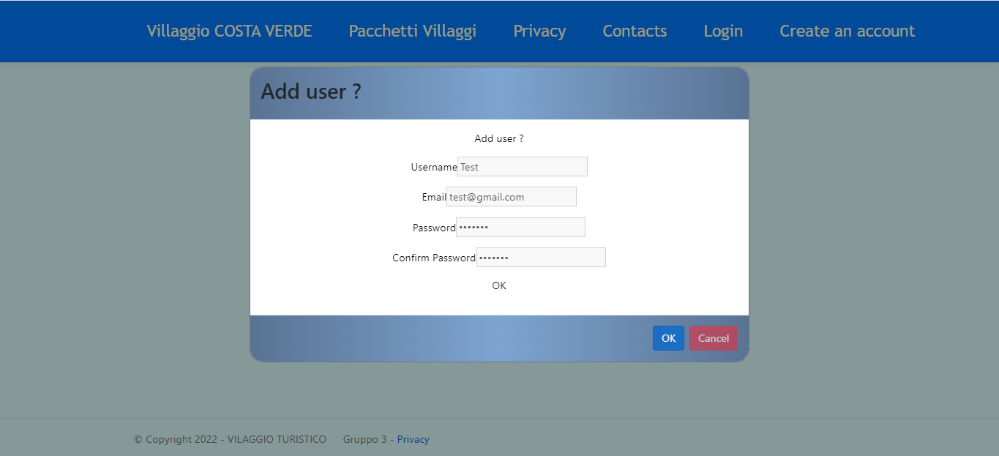 Villaggio COSTA VERDE Pacchetti Villaggi Privacy Contacts Login Create an account
Add user ?
Add user ?
Username Test
Email test@gmail.com
Password •••••••
Confirm Password •••••••
OK
OK Cancel
© Copyright 2022 - VILAGGIO TURISTICO Gruppo 3 - Privacy